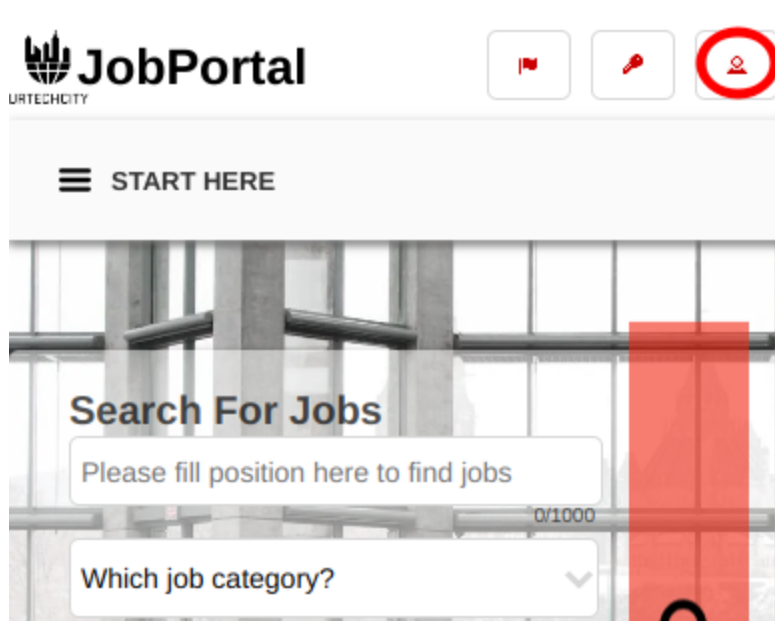 JobPortal
URTECHCITY
START HERE
Search For Jobs
Please fill position here to find jobs
0/1000
Which job category?